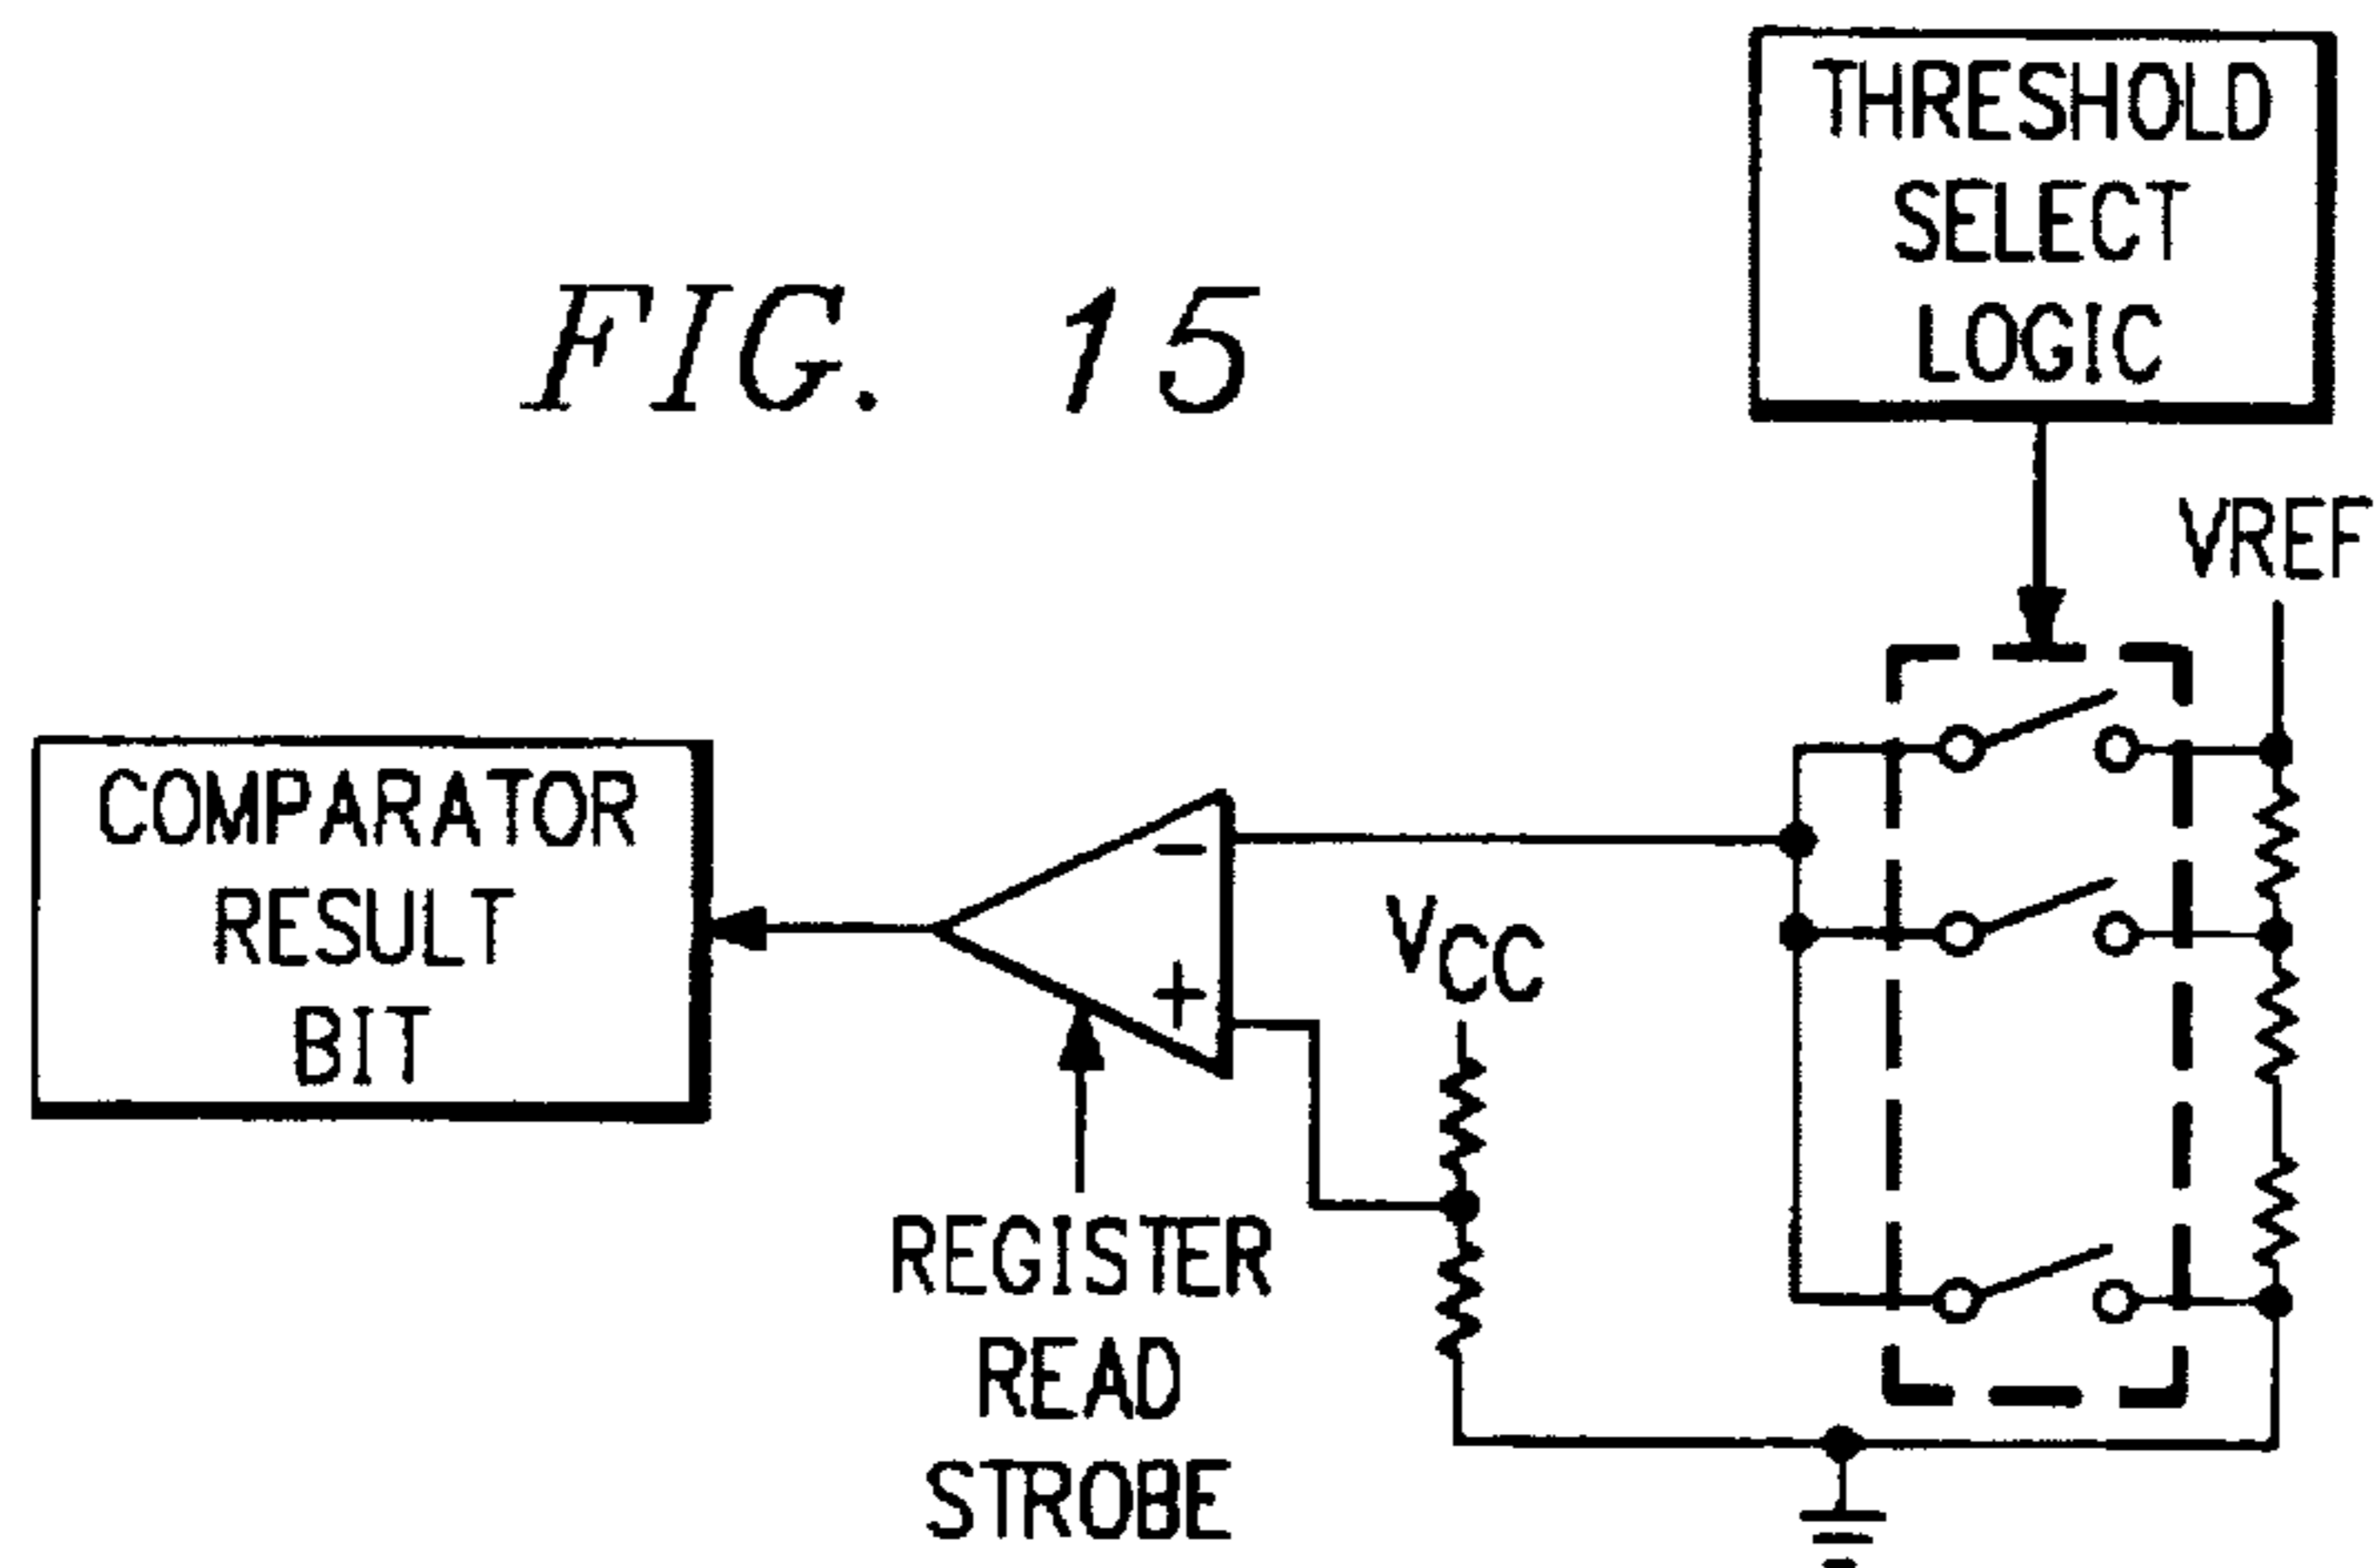 THRESHOLD
SELECT
LOGIC
FIG. 15
VREF
COMPARATOR
RESULT
BIT
−
+
VCC
REGISTER
READ
STROBE